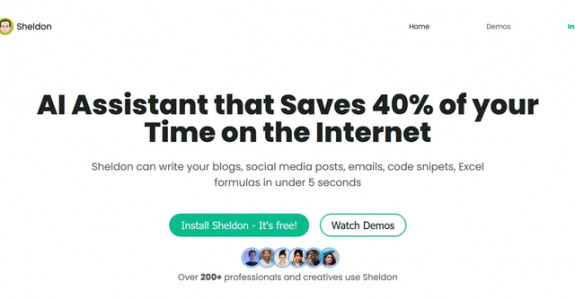 Sheldon
Home
Demos
In
AI Assistant that Saves 40% of your
Time on the Internet
Sheldon can write your blogs, social media posts, emails, code snipets, Excel
formulas in under 5 seconds
Install Sheldon - It's free!
Watch Demos
Over 200+ professionals and creatives use Sheldon